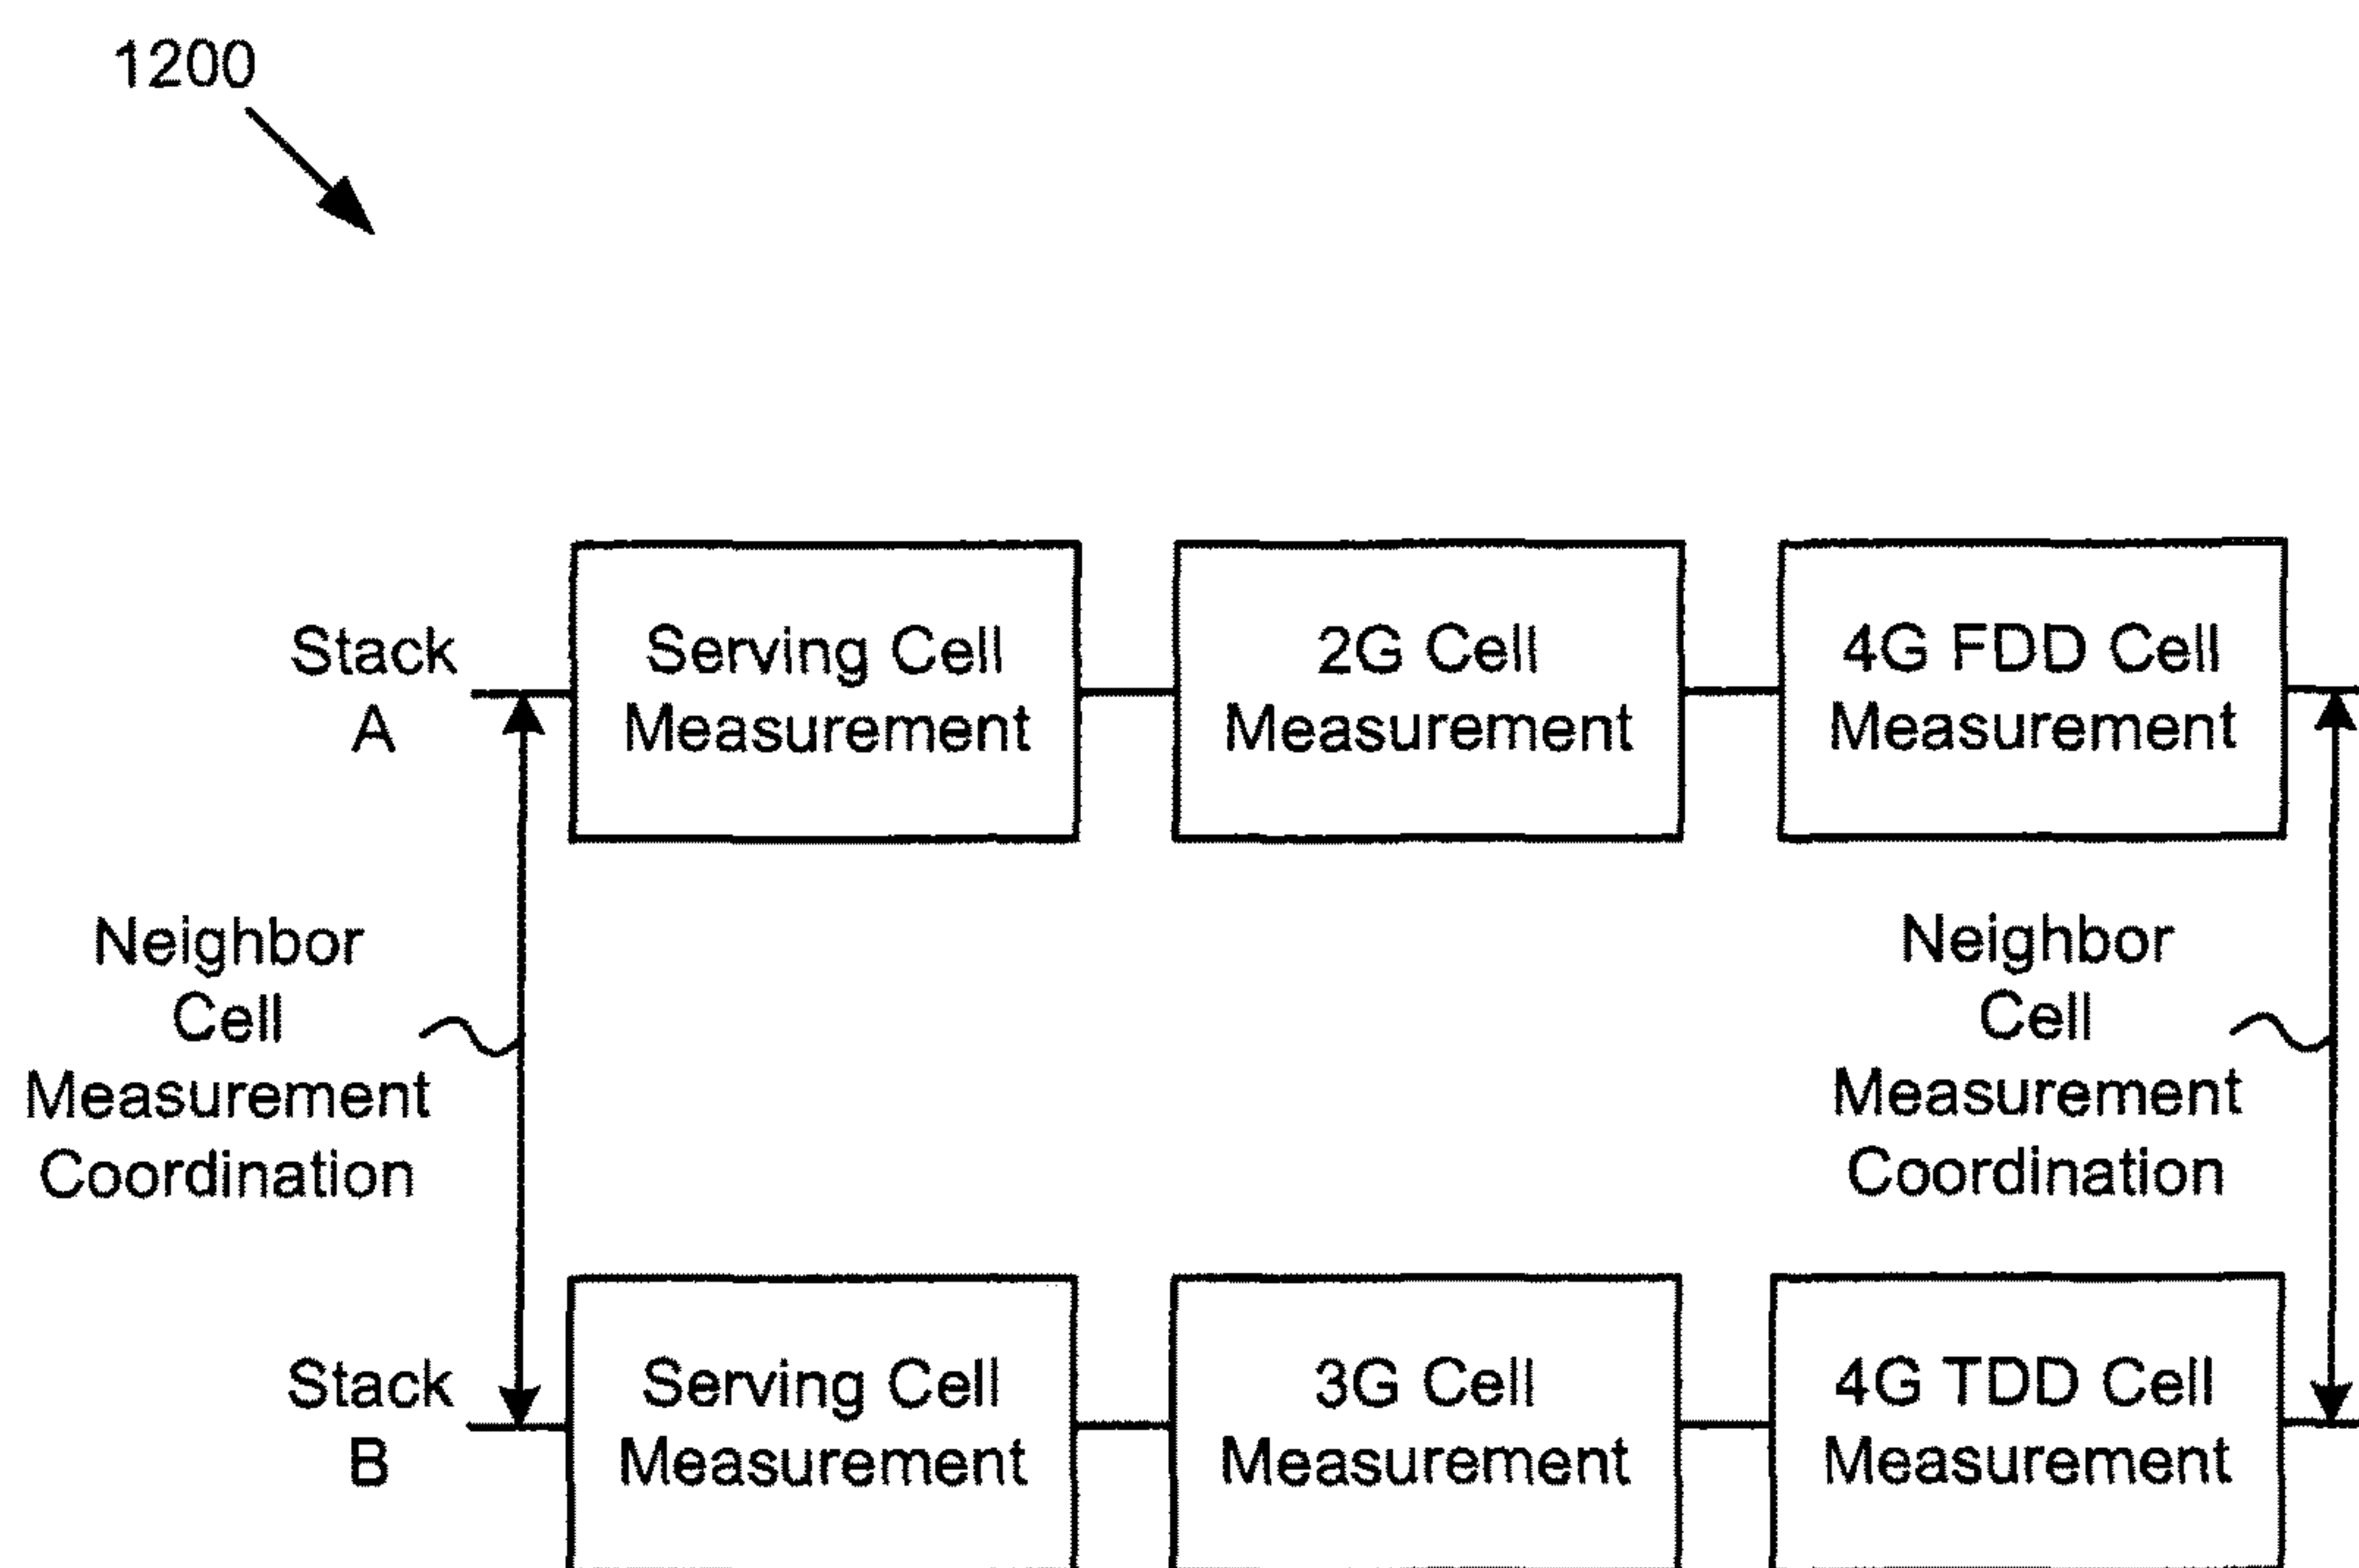 1200
Stack
A
Serving Cell
Measurement
2G Cell
Measurement
4G FDD Cell
Measurement
Neighbor
Cell
Measurement
Coordination
Neighbor
Cell
Measurement
Coordination
Stack
B
Serving Cell
Measurement
3G Cell
Measurement
4G TDD Cell
Measurement